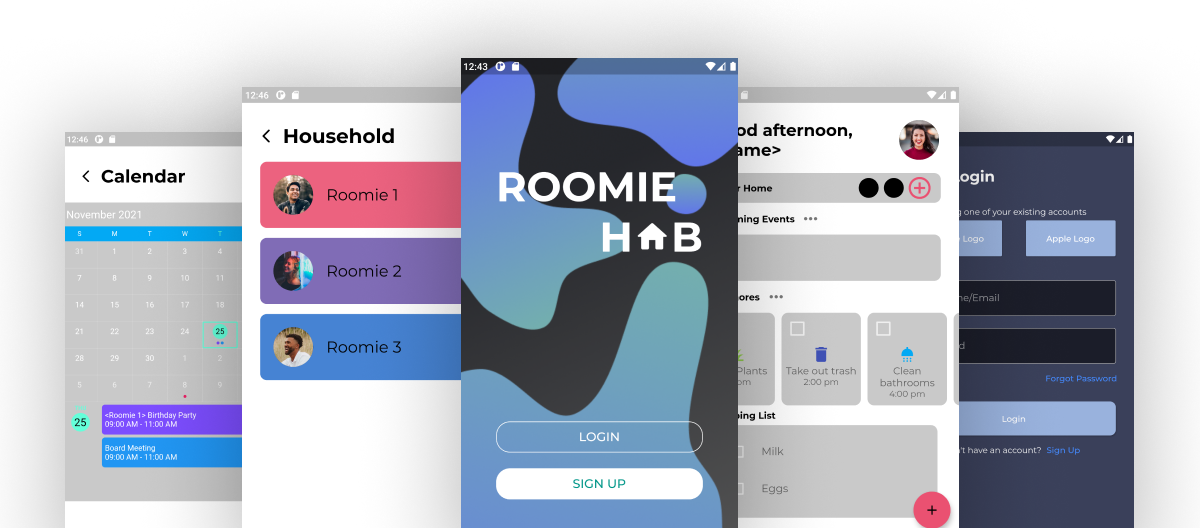 12:46
Calendar
November 2021
S M T W T
31 1 2 3 4
7 8 9 10 11
14 15 16 17 18
21 22 23 24 25
28 29 30 1 2
5 6 7 8 9
25
<Roomie 1> Birthday Party
09:00 AM - 11:00 AM
Board Meeting
09:00 AM - 11:00 AM
12:46
Household
Roomie 1
Roomie 2
Roomie 3
12:43
ROOMIE
H B
LOGIN
SIGN UP
od afternoon,
ame>
r Home
ning Events
ores
Plants
pm
Take out trash
2:00 pm
Clean
bathrooms
4:00 pm
ping List
Milk
Eggs
+
Login
g one of your existing accounts
Logo
Apple Logo
ne/Email
d
Forgot Password
Login
't have an account? Sign Up